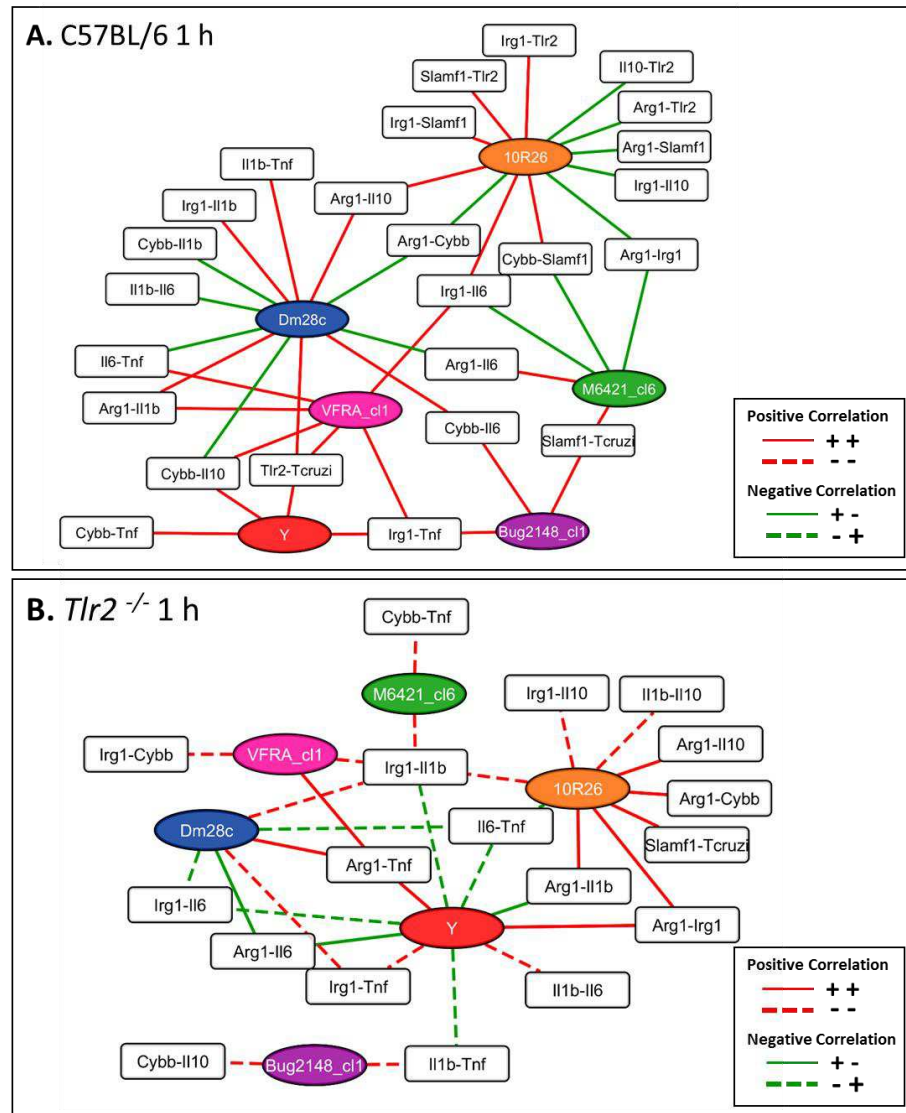 A. C57BL/6 1 h
Irg1-Tlr2
Slamf1-Tlr2
Il10-Tlr2
Irg1-Slamf1
Arg1-Tlr2
Arg1-Slamf1
10R26
Il1b-Tnf
Irg1-Il10
Irg1-Il1b
Arg1-Il10
Cybb-Il1b
Arg1-Cybb
Cybb-Slamf1
Arg1-Irg1
Il1b-Il6
Irg1-Il6
Dm28c
Il6-Tnf
Arg1-Il6
M6421_cl6
Arg1-Il1b
VFRA_cl1
Cybb-Il6
Slamf1-Tcruzi
Cybb-Il10
Tlr2-Tcruzi
Cybb-Tnf
Y
Irg1-Tnf
Bug2148_cl1
Positive Correlation
+ +
- -
Negative Correlation
+ -
- +
B. Tlr2 -/- 1 h
Cybb-Tnf
M6421_cl6
Irg1-Il10
Il1b-Il10
Irg1-Cybb
VFRA_cl1
Irg1-Il1b
Arg1-Il10
10R26
Arg1-Cybb
Dm28c
Il6-Tnf
Slamf1-Tcruzi
Arg1-Tnf
Arg1-Il1b
Irg1-Il6
Y
Arg1-Irg1
Arg1-Il6
Irg1-Tnf
Il1b-Il6
Cybb-Il10
Bug2148_cl1
Il1b-Tnf
Positive Correlation
+ +
- -
Negative Correlation
+ -
- +